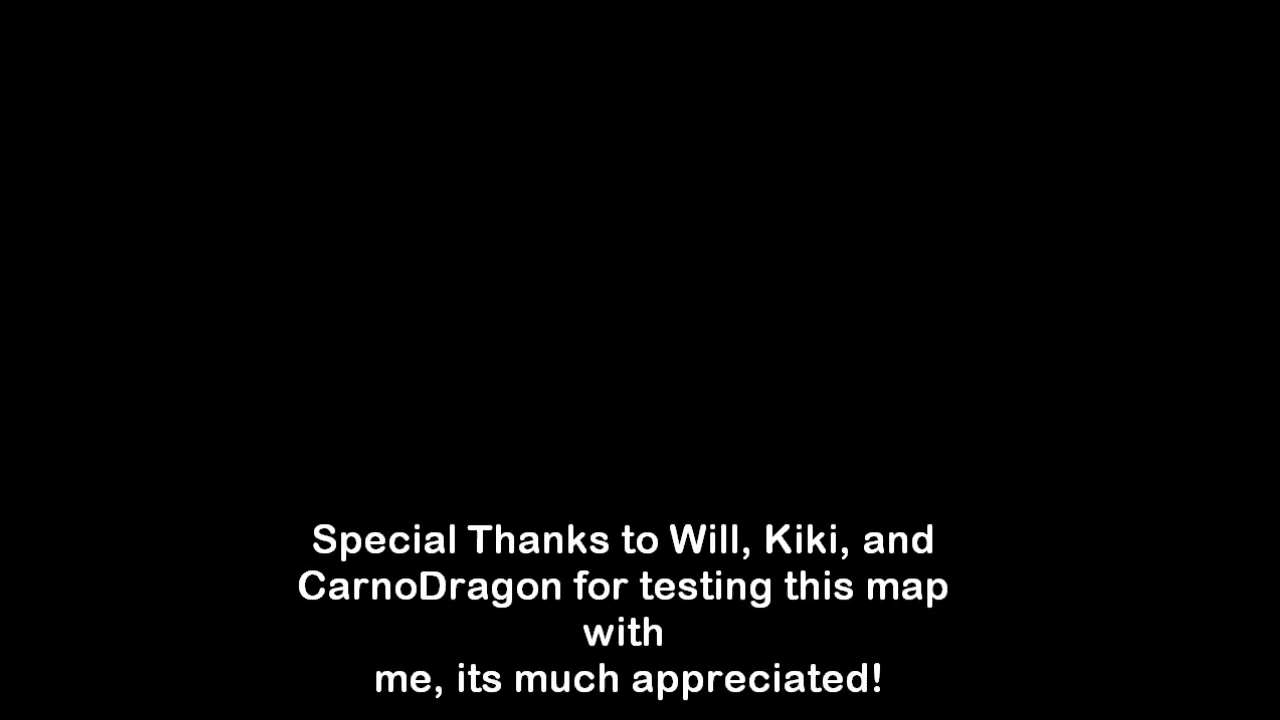 Special Thanks to Will, Kiki, and
CarnoDragon for testing this map
with
me, its much appreciated!